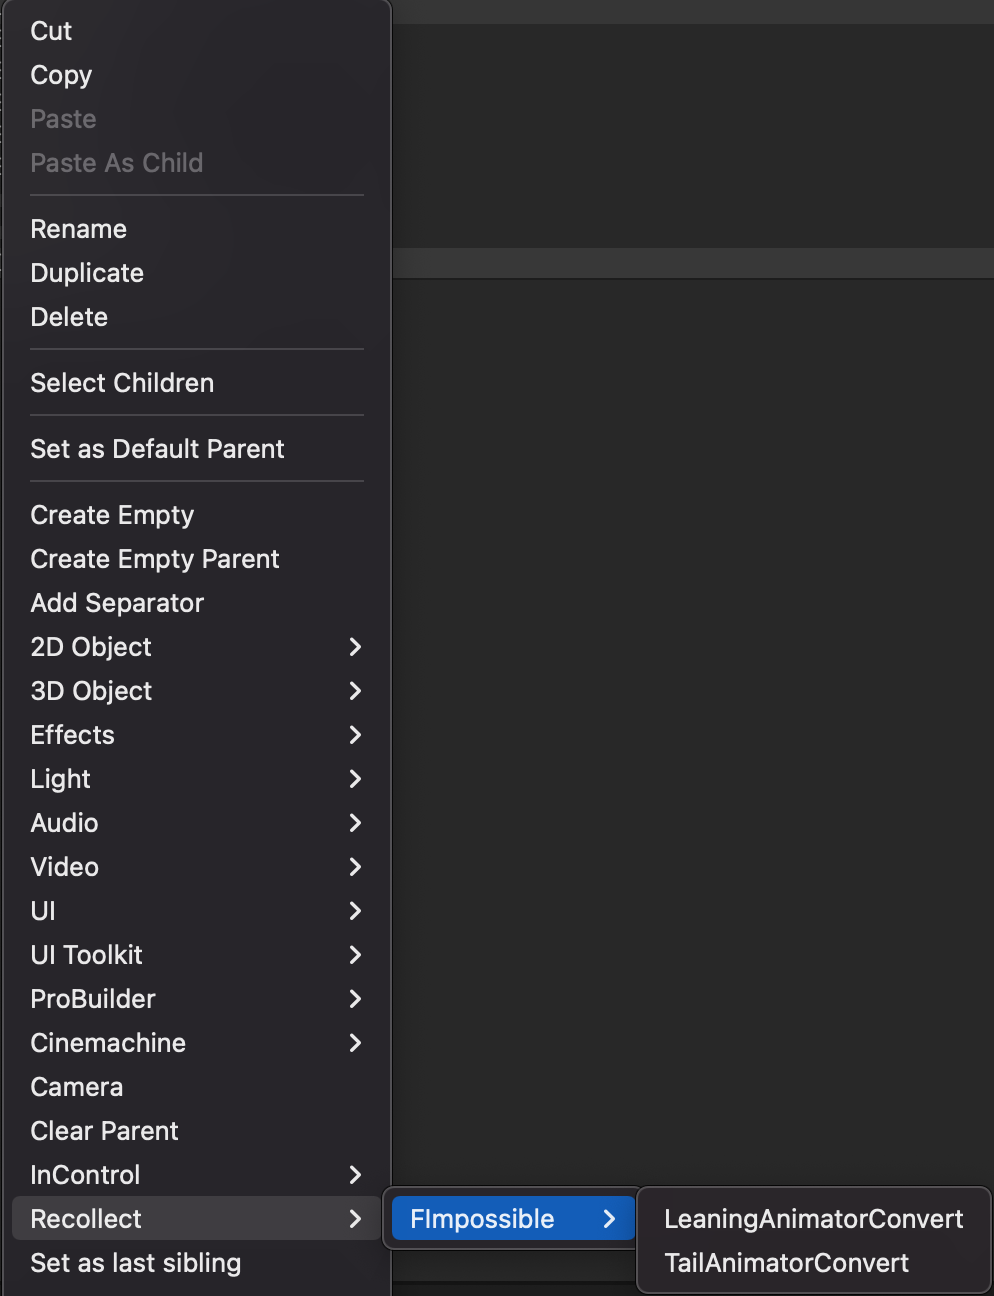 Cut
Copy
Paste
Paste As Child
Rename
Duplicate
Delete
Select Children
Set as Default Parent
Create Empty
Create Empty Parent
Add Separator
2D Object
3D Object
Effects
Light
Audio
Video
UI
UI Toolkit
ProBuilder
Cinemachine
Camera
Clear Parent
InControl
Recollect
FImpossible
LeaningAnimatorConvert
Set as last sibling
TailAnimatorConvert